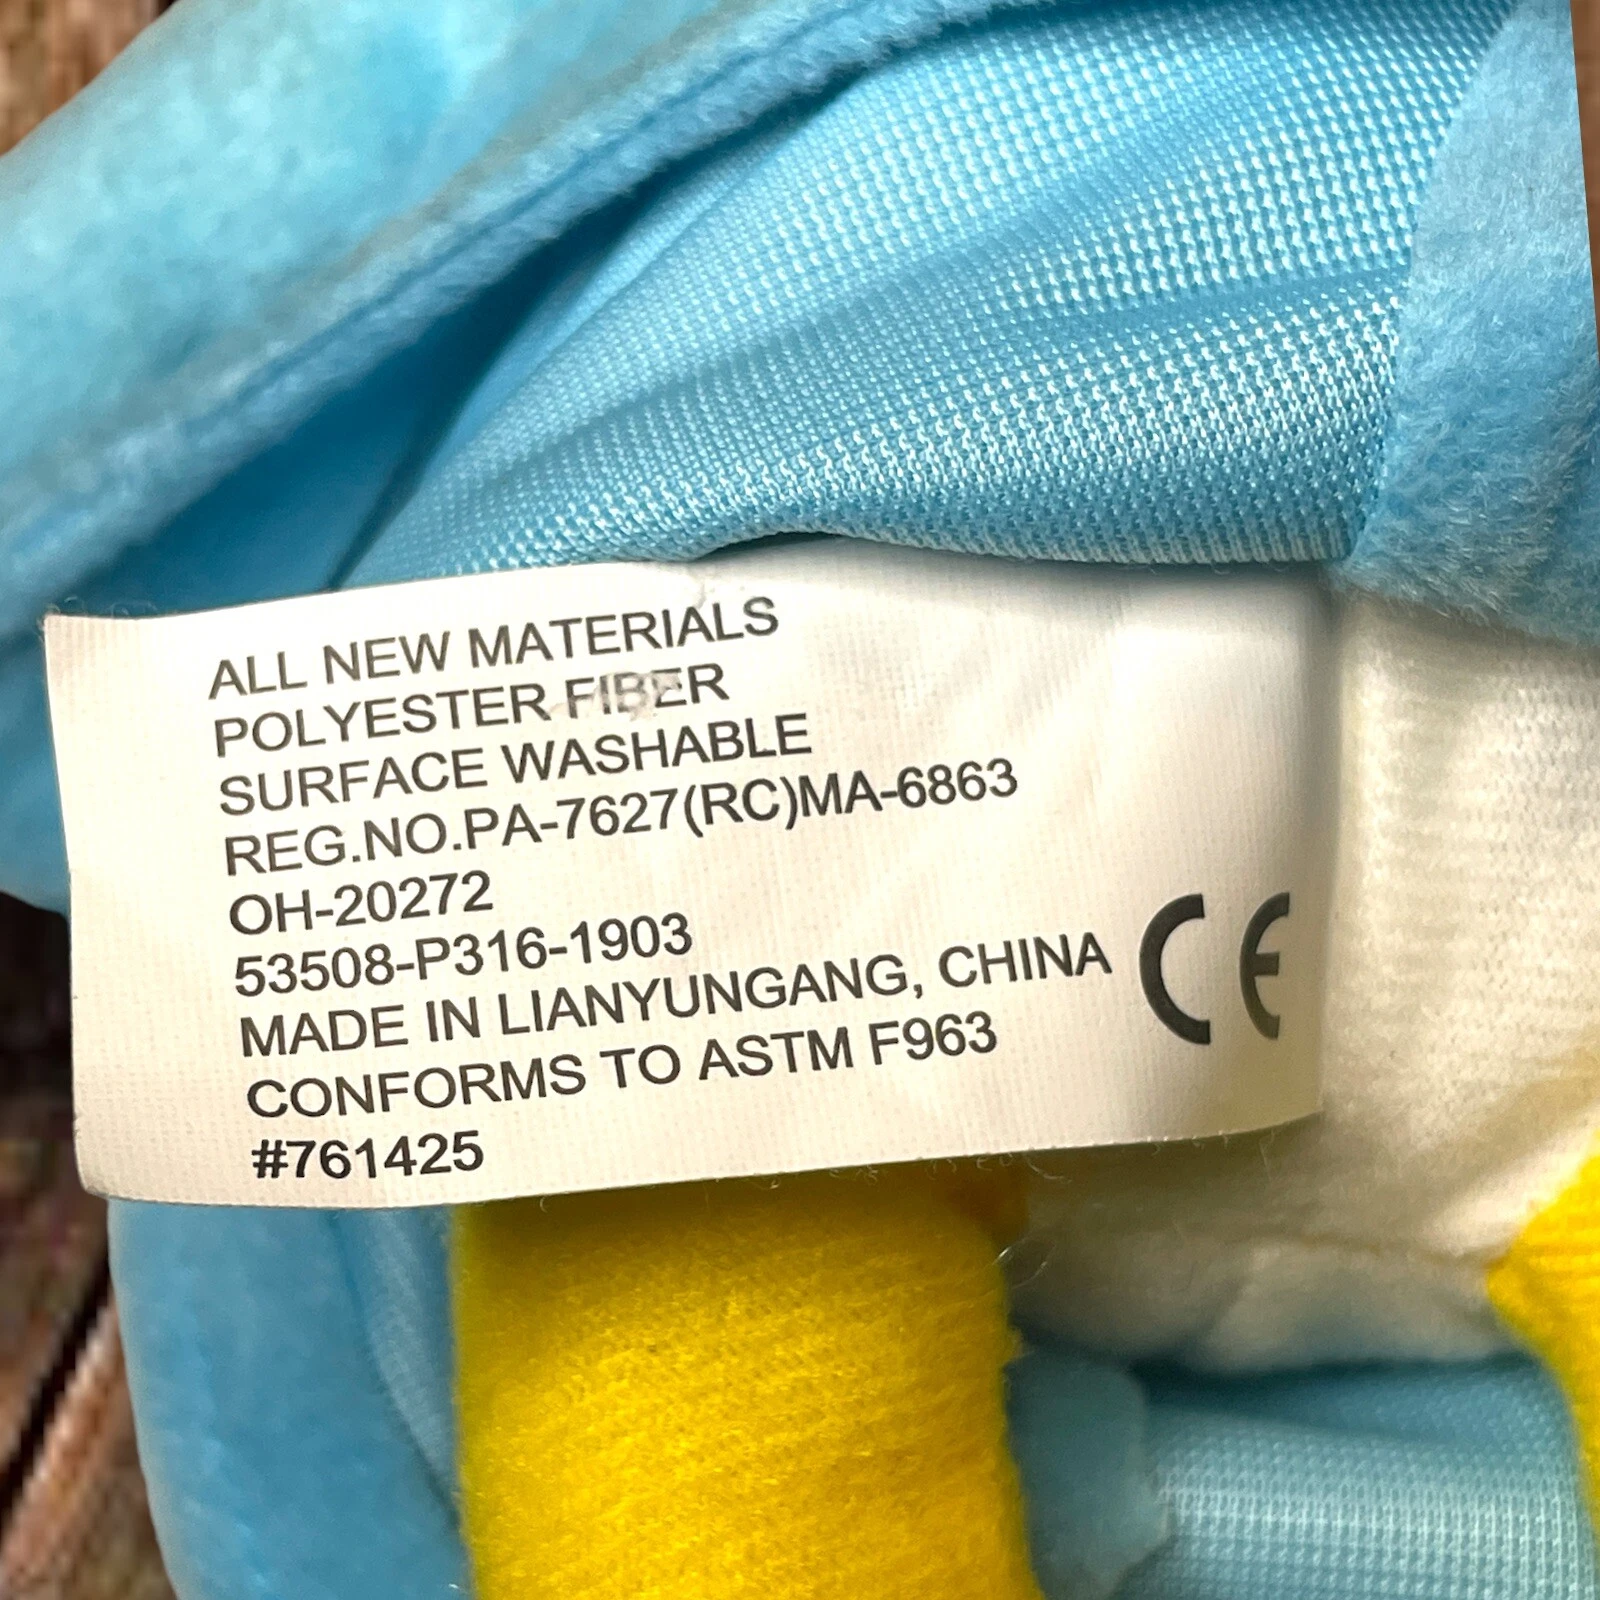 ALL NEW MATERIALS
POLYESTER FIBER
SURFACE WASHABLE
REG.NO.PA-7627(RC)MA-6863
OH-20272
53508-P316-1903
MADE IN LIANYUNGANG, CHINA
CE
CONFORMS TO ASTM F963
#761425